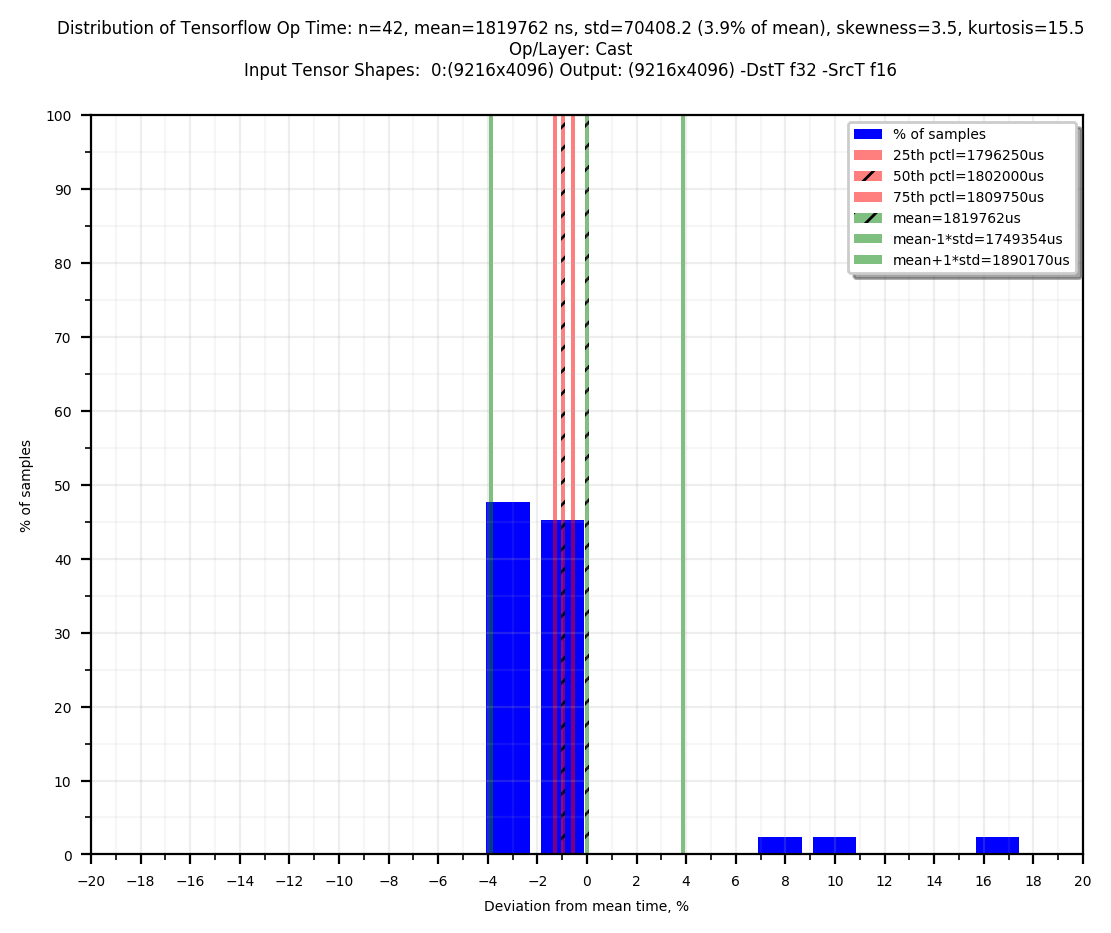 Distribution of Tensorflow Op Time: n=42, mean=1819762 ns, std=70408.2 (3.9% of mean), skewness=3.5, kurtosis=15.5
Op/Layer: Cast
Input Tensor Shapes:  0:(9216x4096) Output: (9216x4096) -DstT f32 -SrcT f16
% of samples
25th pctl=1796250us
50th pctl=1802000us
75th pctl=1809750us
mean=1819762us
mean-1*std=1749354us
mean+1*std=1890170us
100
90
80
70
60
50
40
30
20
10
0
% of samples
−20 −18 −16 −14 −12 −10 −8 −6 −4 −2 0 2 4 6 8 10 12 14 16 18 20
Deviation from mean time, %